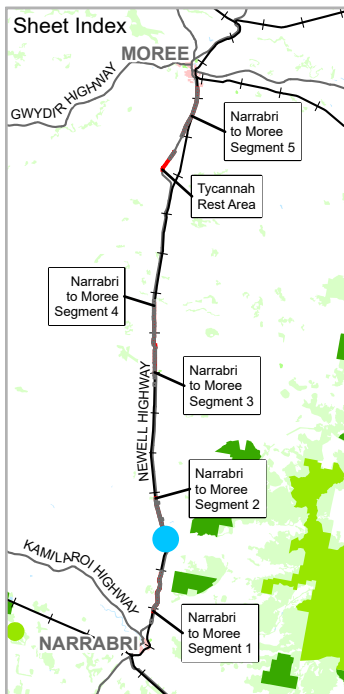 Sheet Index
MOREE
GWYDIR HIGHWAY
Narrabri
to Moree
Segment 5
Tycannah
Rest Area
Narrabri
to Moree
Segment 4
Narrabri
to Moree
Segment 3
NEWELL HIGHWAY
Narrabri
to Moree
Segment 2
KAMILAROI HIGHWAY
Narrabri
to Moree
Segment 1
NARRABRI